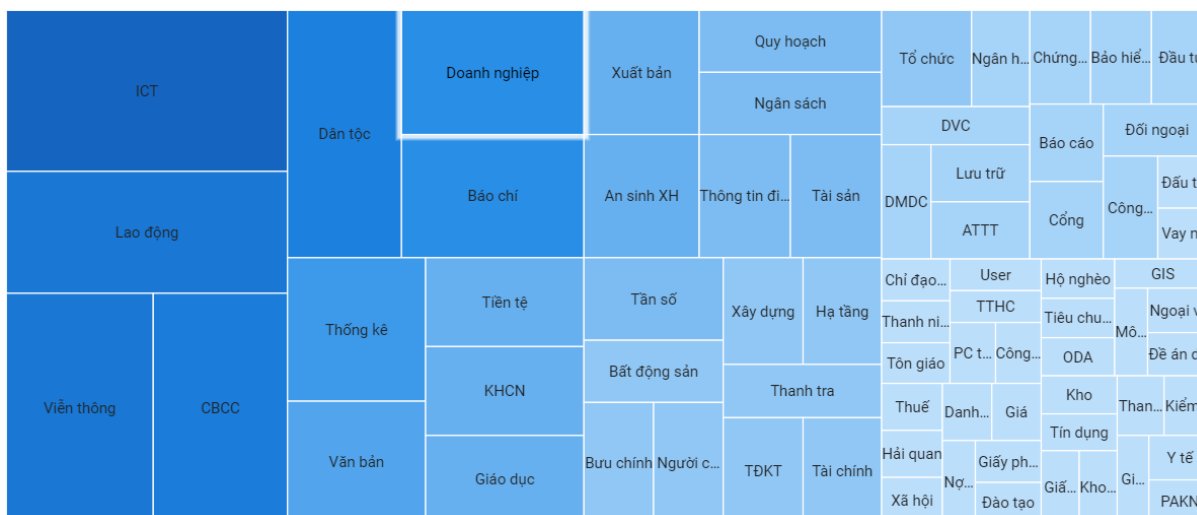 ICT
Lao động
Viễn thông
CBCC
Dân tộc
Doanh nghiệp
Báo chí
Thống kê
Văn bản
Tiền tệ
KHCN
Giáo dục
Xuất bản
An sinh XH
Quy hoạch
Ngân sách
Thông tin đi...
Tài sản
Tần số
Bất động sản
Bưu chính
Người c...
Xây dựng
Hạ tầng
Thanh tra
TĐKT
Tài chính
Tổ chức
Ngân h...
DVC
DMDC
Lưu trữ
ATTT
Chứng...
Bảo hiể...
Đầu tư
Báo cáo
Đối ngoại
Cổng
Công...
Đấu t
Vay n
Chỉ đạo...
Thanh ni...
Tôn giáo
User
TTHC
PC t...
Công...
Thuế
Hải quan
Xã hội
Danh...
Giá
Nợ...
Giấy ph...
Đào tạo
Hộ nghèo
Tiêu chu...
ODA
GIS
Mô...
Ngoại v
Đề án d
Kho
Tín dụng
Giấ...
Kho...
Than...
Kiểm
Gi...
Y tế
PAKN